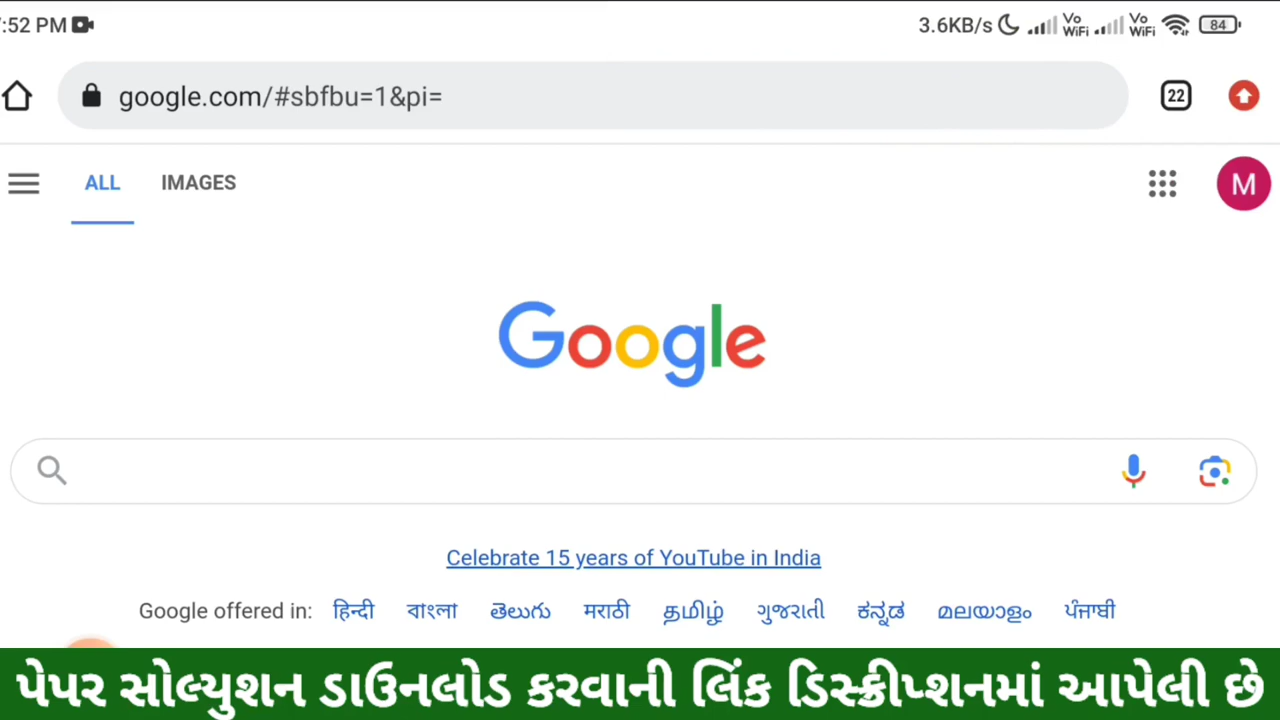 :52 PM 3.6KB/s Vo WiFi Vo WiFi 84
google.com/#sbfbu=1&pi= 22
ALL IMAGES M
Google
Celebrate 15 years of YouTube in India
Google offered in: हिन्दी বাংলা తెలుగు मराठी தமிழ் ગુજરાતી ಕನ್ನಡ മലയാളം ਪੰਜਾਬੀ
પેપર સોલ્યુશન ડાઉનલોડ કરવાની લિંક ડિસ્ક્રીપ્શનમાં આપેલી છે